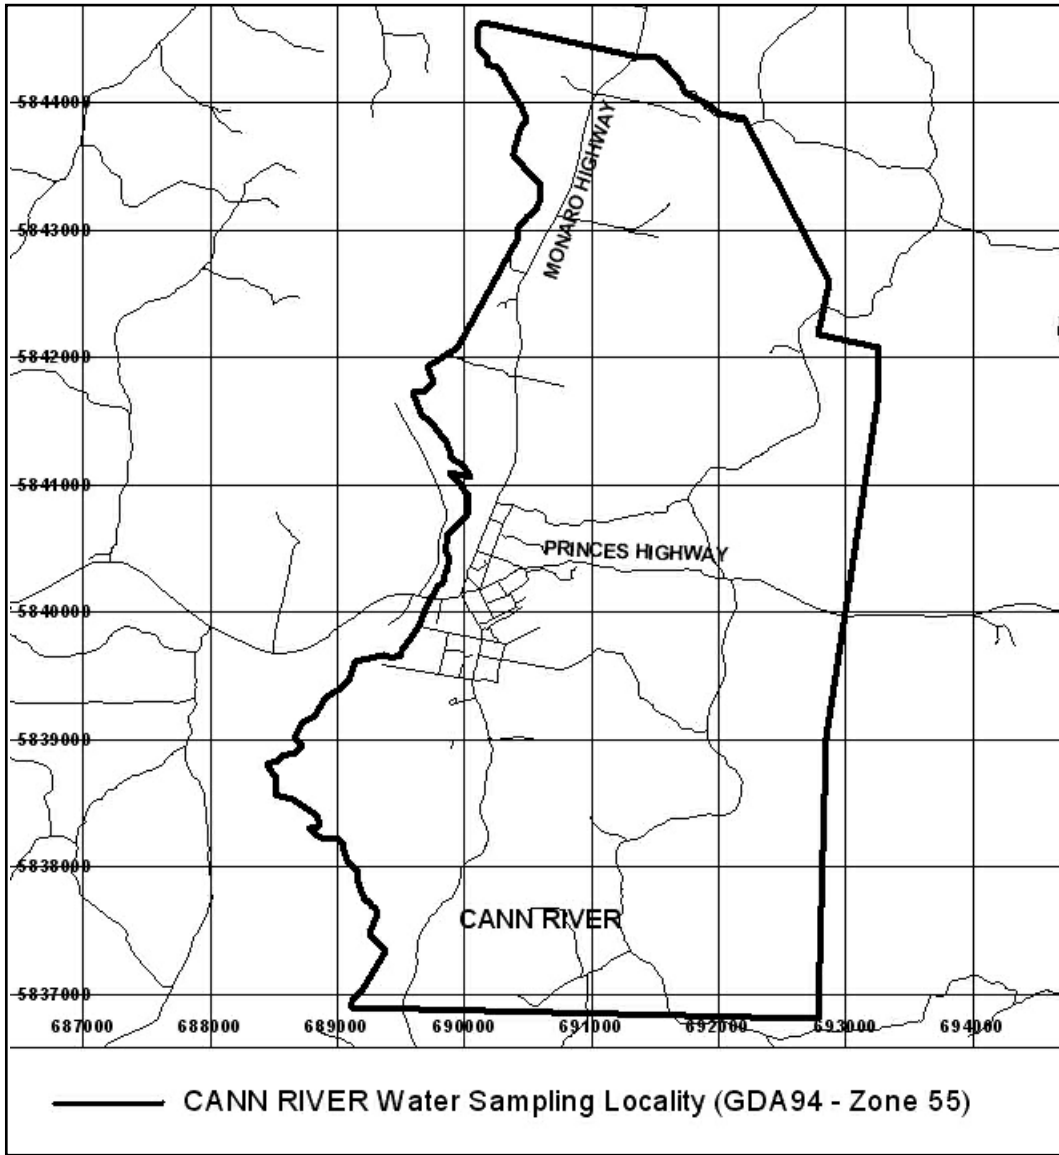 5844000
MONARO HIGHWAY
5843000
5842000
5841000
PRINCES HIGHWAY
5840000
5839000
5838000
CANN RIVER
5837000
687000 688000 689000 690000 691000 692000 693000 694000
CANN RIVER Water Sampling Locality (GDA94 - Zone 55)